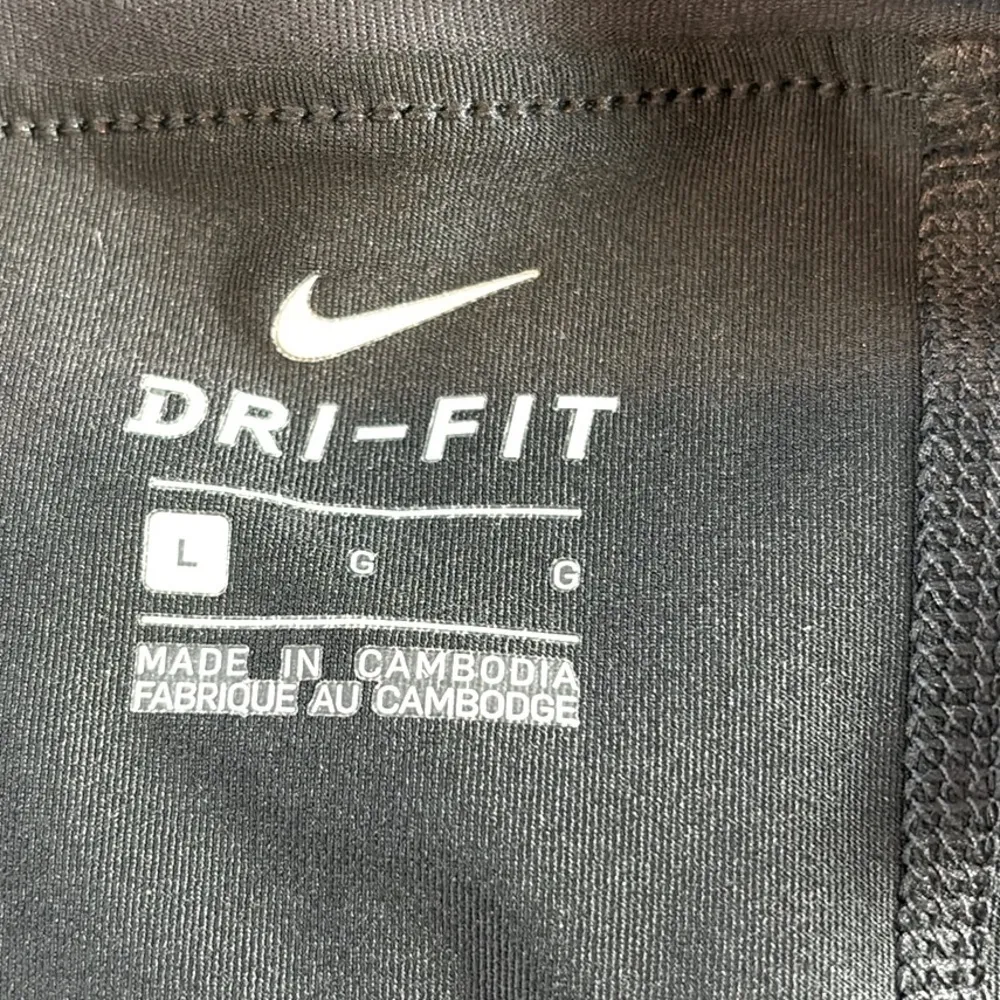 DRI-FIT
L G G
MADE IN CAMBODIA
FABRIQUE AU CAMBODGE